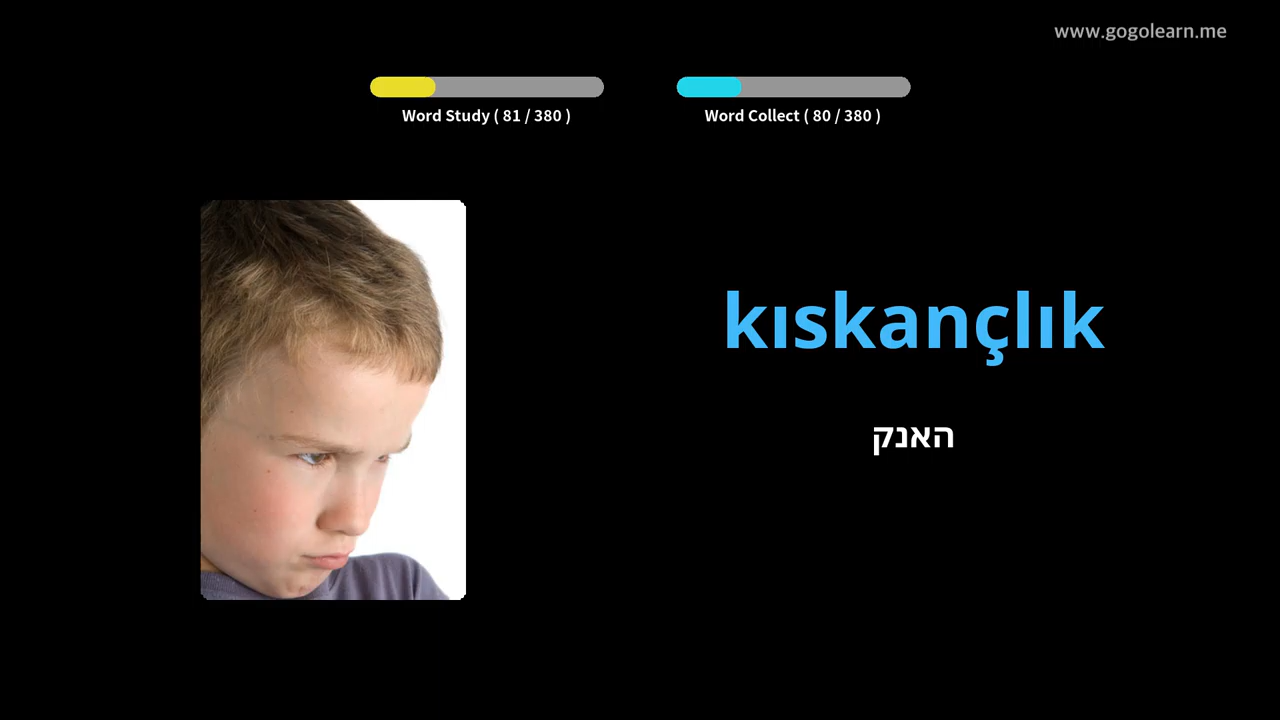 www.gogolearn.me
Word Study ( 81 / 380 )
Word Collect ( 80 / 380 )
kıskançlık
האנק